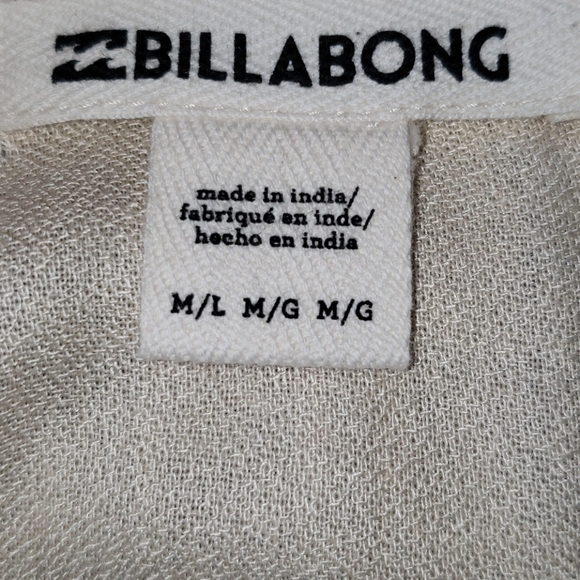 BILLABONG
made in india/
fabriqué en inde/
hecho en india
M/L M/G M/G